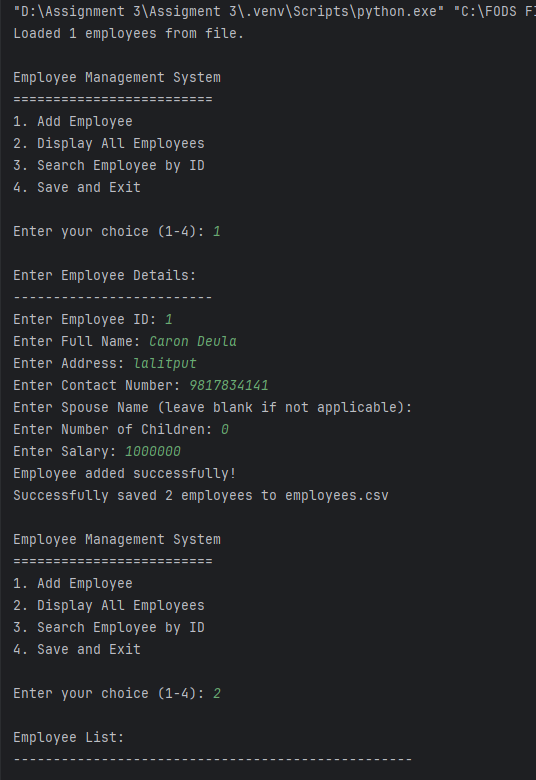 "D:\Assignment 3\Assigment 3\.venv\Scripts\python.exe" "C:\FODS
Loaded 1 employees from file.
Employee Management System
=========================
1. Add Employee
2. Display All Employees
3. Search Employee by ID
4. Save and Exit
Enter your choice (1-4): 1
Enter Employee Details:
-------------------------
Enter Employee ID: 1
Enter Full Name: Caron Deula
Enter Address: lalitput
Enter Contact Number: 9817834141
Enter Spouse Name (leave blank if not applicable):
Enter Number of Children: 0
Enter Salary: 1000000
Employee added successfully!
Successfully saved 2 employees to employees.csv
Employee Management System
=========================
1. Add Employee
2. Display All Employees
3. Search Employee by ID
4. Save and Exit
Enter your choice (1-4): 2
Employee List:
--------------------------------------------------